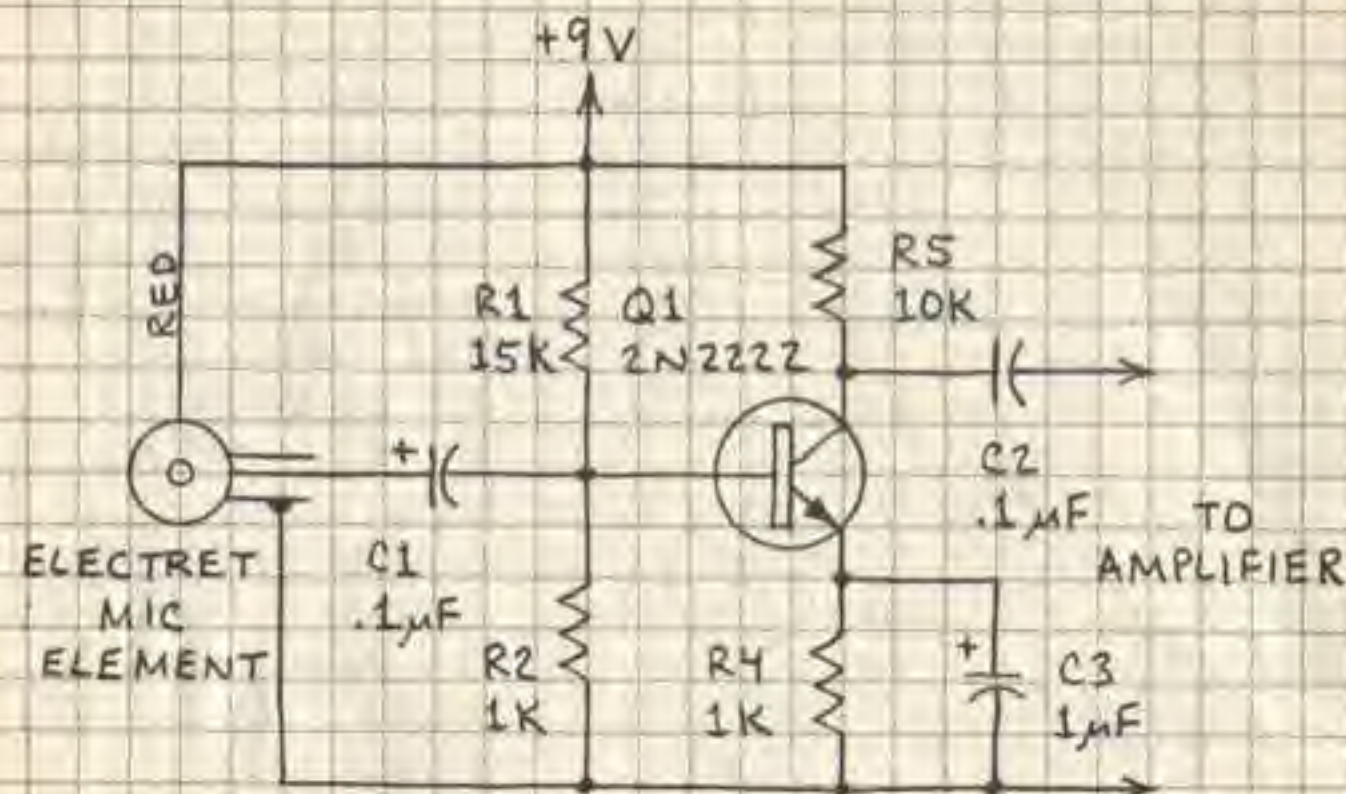 +9V
RED
R1
15K
Q1
2N2222
R5
10K
+
ELECTRET
MIC
ELEMENT
C1
.1µF
C2
.1µF
TO
AMPLIFIER
R2
1K
R4
1K
+
C3
1µF